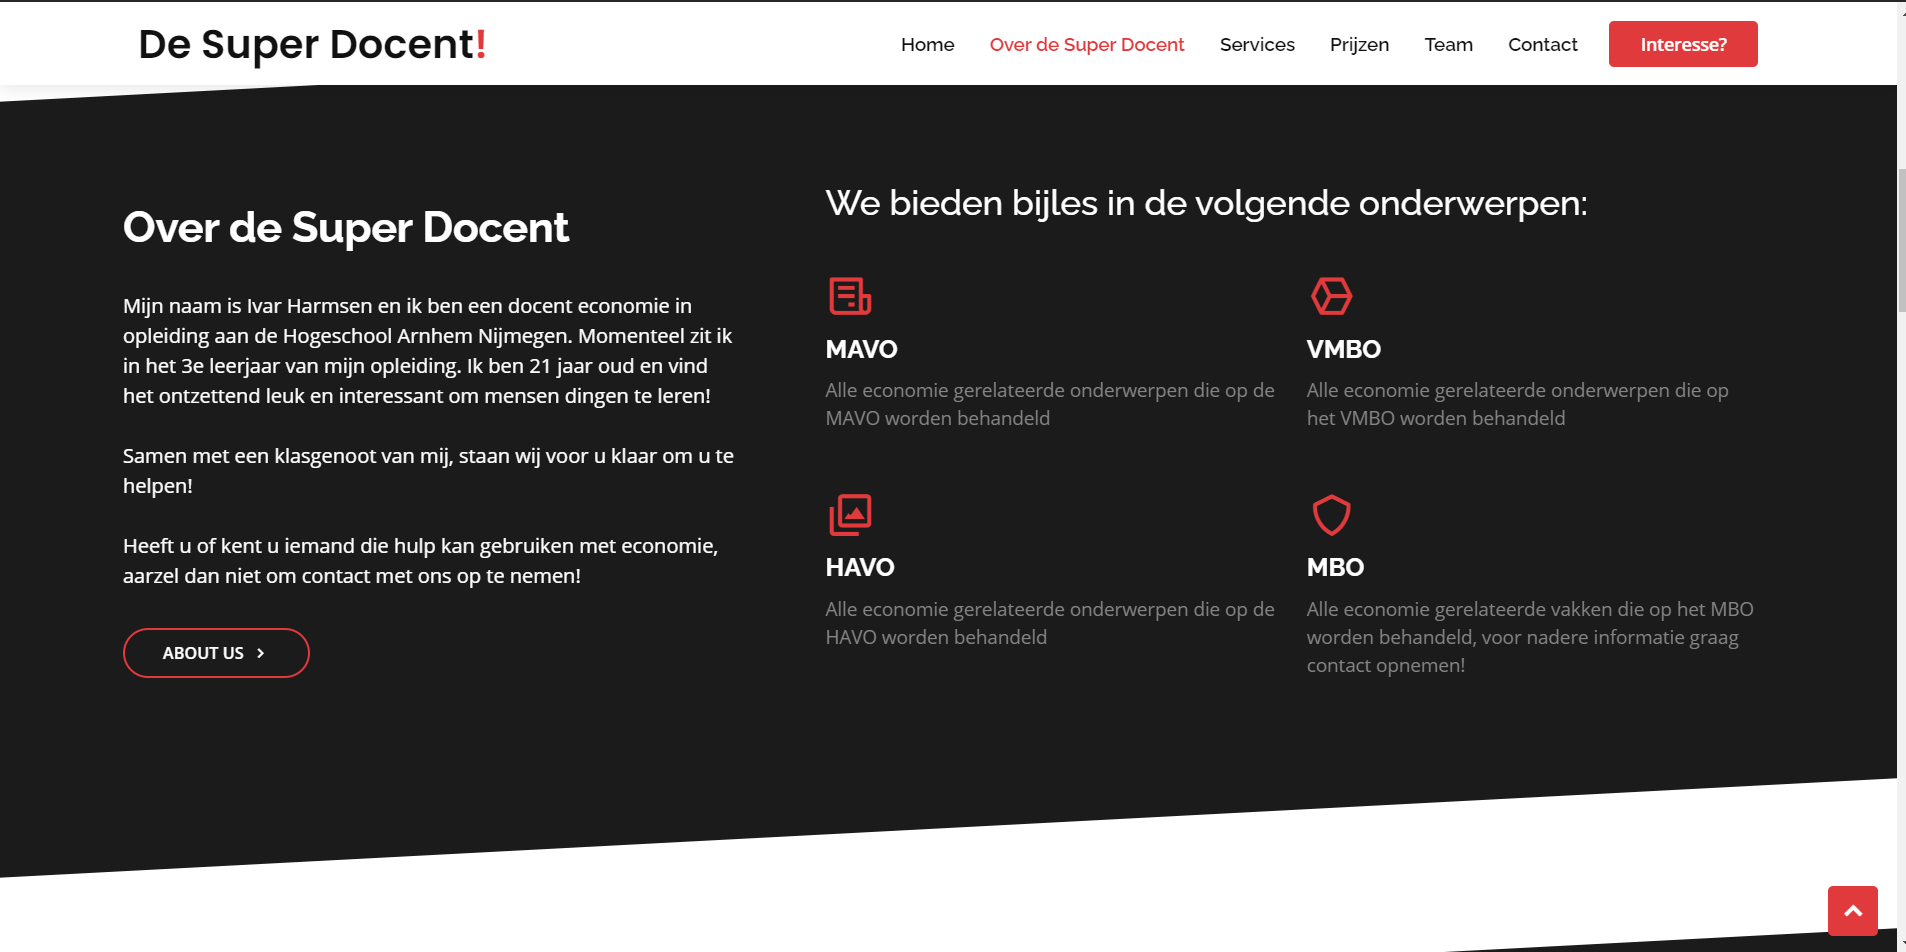 De Super Docent!
Home
Over de Super Docent
Services
Prijzen
Team
Contact
Interesse?
Over de Super Docent
Mijn naam is Ivar Harmsen en ik ben een docent economie in
opleiding aan de Hogeschool Arnhem Nijmegen. Momenteel zit ik
in het 3e leerjaar van mijn opleiding. Ik ben 21 jaar oud en vind
het ontzettend leuk en interessant om mensen dingen te leren!
Samen met een klasgenoot van mij, staan wij voor u klaar om u te
helpen!
Heeft u of kent u iemand die hulp kan gebruiken met economie,
aarzel dan niet om contact met ons op te nemen!
ABOUT US
We bieden bijles in de volgende onderwerpen:
MAVO
Alle economie gerelateerde onderwerpen die op de
MAVO worden behandeld
VMBO
Alle economie gerelateerde onderwerpen die op
het VMBO worden behandeld
HAVO
Alle economie gerelateerde onderwerpen die op de
HAVO worden behandeld
MBO
Alle economie gerelateerde vakken die op het MBO
worden behandeld, voor nadere informatie graag
contact opnemen!